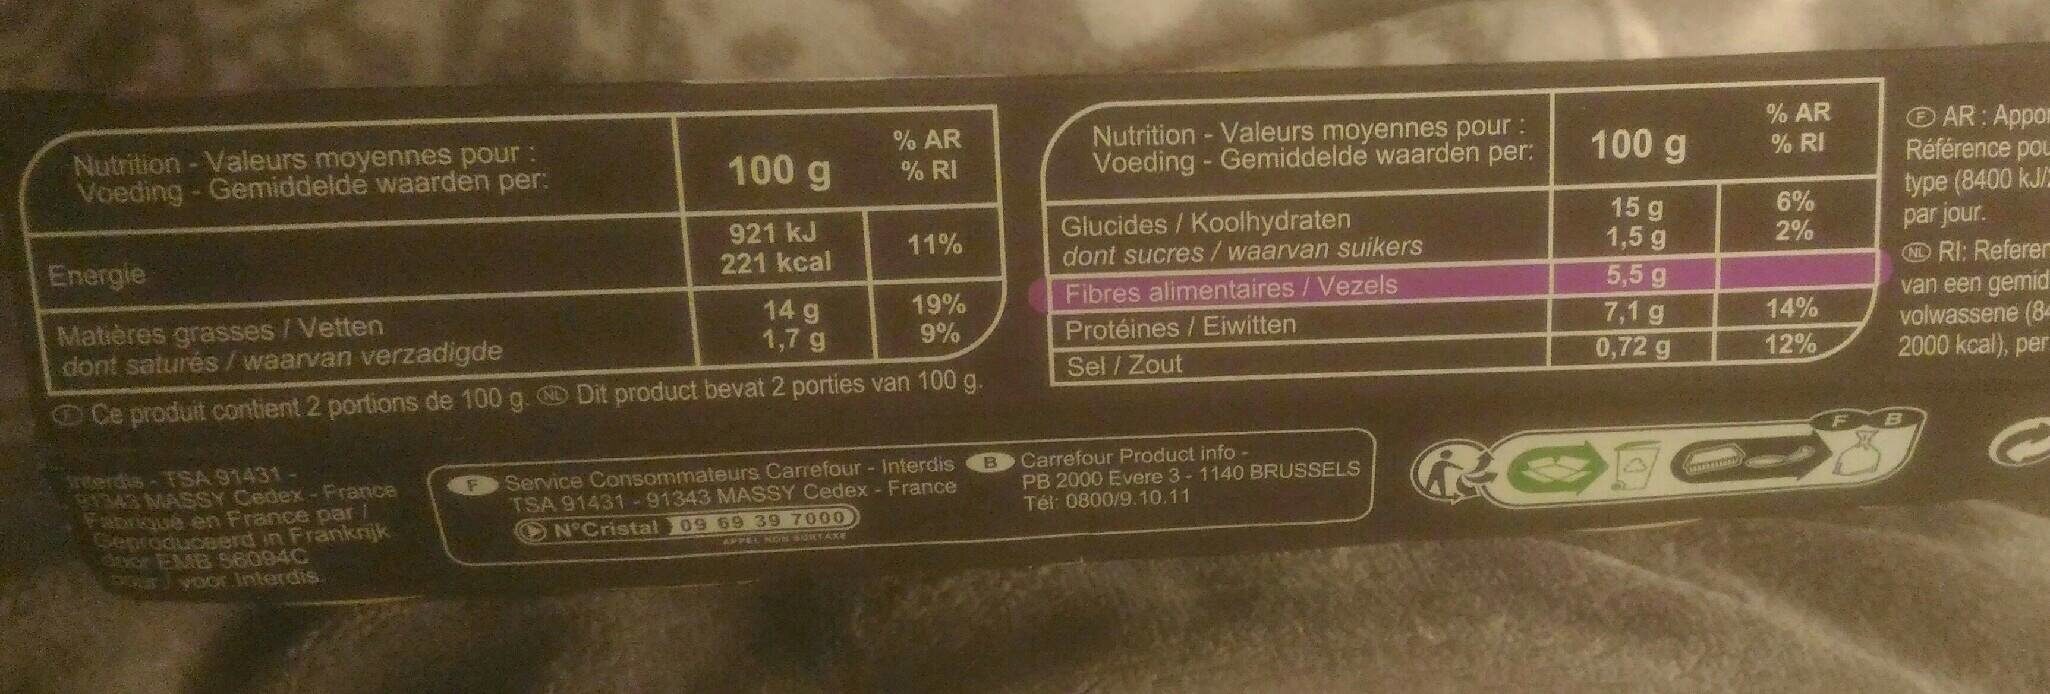 Nutrition - Valeurs moyennes pour :
Voeding - Gemiddelde waarden per:
100 g
% AR
% RI
Energie
921 kJ
221 kcal
11%
Matières grasses / Vetten 14 g 19%
dont saturés / waarvan verzadigde 1,7 g 9%
Ⓕ Ce produit contient 2 portions de 100 g. ⓃⓁ Dit product bevat 2 porties van 100 g.
Nutrition - Valeurs moyennes pour :
Voeding - Gemiddelde waarden per:
100 g
% AR
% RI
Glucides / Koolhydraten 15 g 6%
dont sucres / waarvan suikers 1,5 g 2%
Fibres alimentaires / Vezels 5,5 g
Protéines / Eiwitten 7,1 g 14%
Sel / Zout 0,72 g 12%
Ⓕ AR : Appor
Référence pou
type (8400 kJ/
par jour.
NL RI: Referen
van een gemid
volwassene (84
2000 kcal), per
Interdis - TSA 91431 -
91343 MASSY Cedex - France
Fabriqué en France par /
Geproduceerd in Frankrijk
door EMB 56094C
pour / voor Interdis.
F Service Consommateurs Carrefour - Interdis
TSA 91431 - 91343 MASSY Cedex - France
N°Cristal 09 69 39 7000
APPEL NON SURTAXE
B Carrefour Product info -
PB 2000 Evere 3 - 1140 BRUSSELS
Tél: 0800/9.10.11
F B